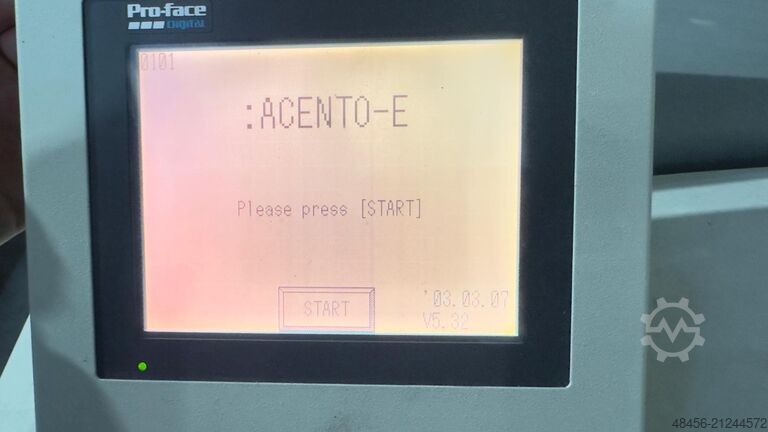 Pro-face
DIGITAL
0101
:ACENTO-E
Please press [START]
START
'03.03.07
V5.32
48456-21244572